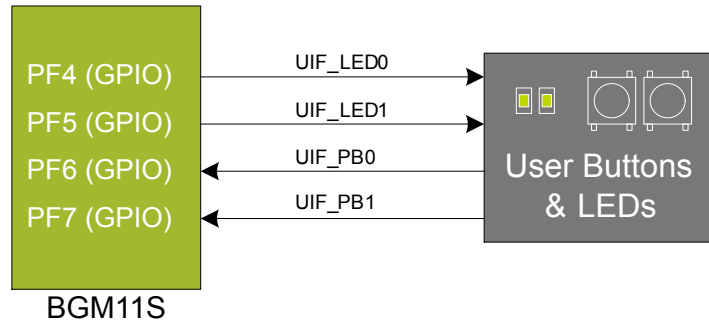 PF4 (GPIO)
PF5 (GPIO)
PF6 (GPIO)
PF7 (GPIO)
UIF_LED0
UIF_LED1
UIF_PB0
UIF_PB1
User Buttons
& LEDs
BGM11S